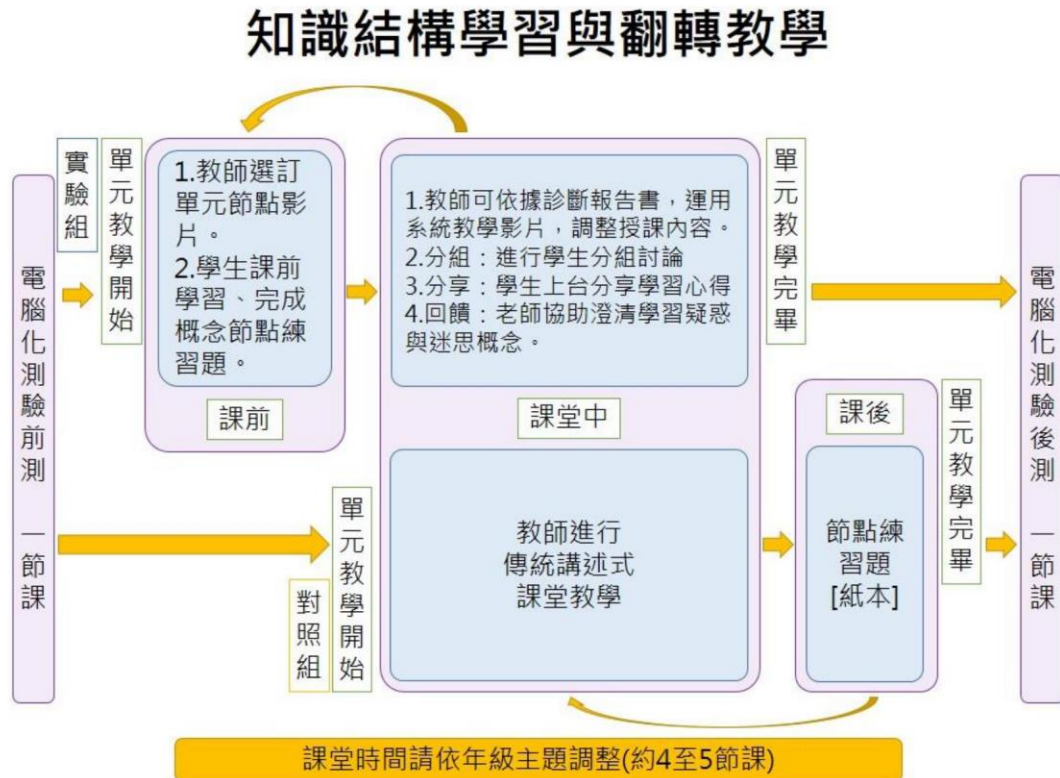 知識結構學習與翻轉教學
電腦化測驗前測 一節課
實驗組
單元教學開始
1.教師選訂
單元節點影
片。
2.學生課前
學習、完成
概念節點練
習題。
課前
1.教師可依據診斷報告書，運用
系統教學影片，調整授課內容。
2.分組：進行學生分組討論
3.分享：學生上台分享學習心得
4.回饋：老師協助澄清學習疑惑
與迷思概念。
課堂中
單元教學完畢
對照組
單元教學開始
教師進行
傳統講述式
課堂教學
課後
節點練
習題
[紙本]
單元教學完畢
電腦化測驗後測 一節課
課堂時間請依年級主題調整(約4至5節課)